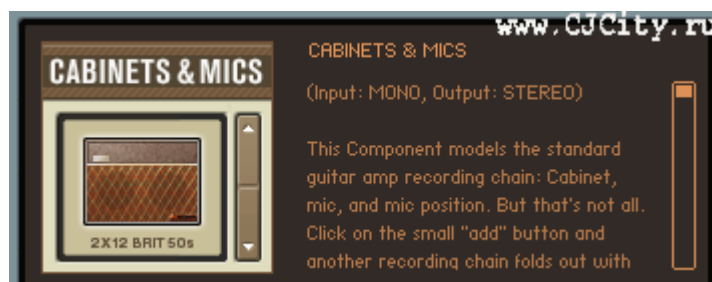 www.CJCity.ru
CABINETS & MICS
2X12 BRIT 50s
CABINETS & MICS
(Input: MONO, Output: STEREO)
This Component models the standard
guitar amp recording chain: Cabinet,
mic, and mic position. But that's not all.
Click on the small "add" button and
another recording chain folds out with